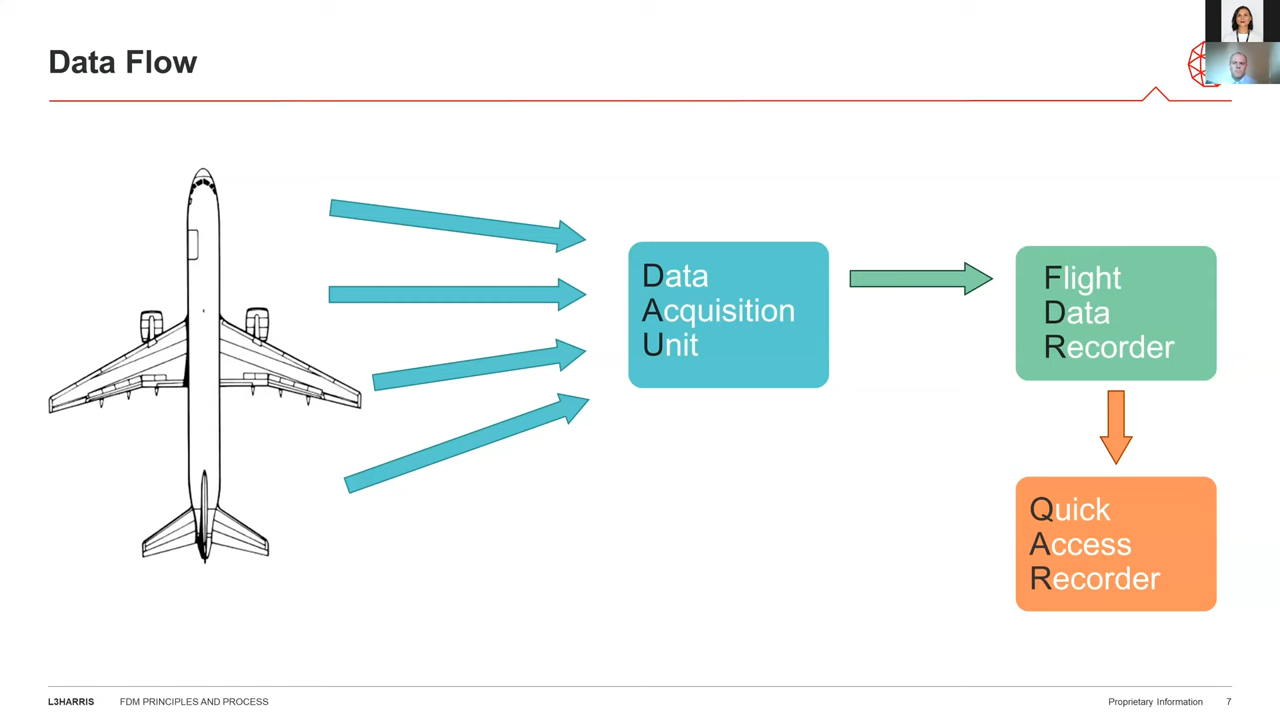 Data Flow
Data
Acquisition
Unit
Flight
Data
Recorder
Quick
Access
Recorder
L3HARRIS FDM PRINCIPLES AND PROCESS Proprietary Information 7